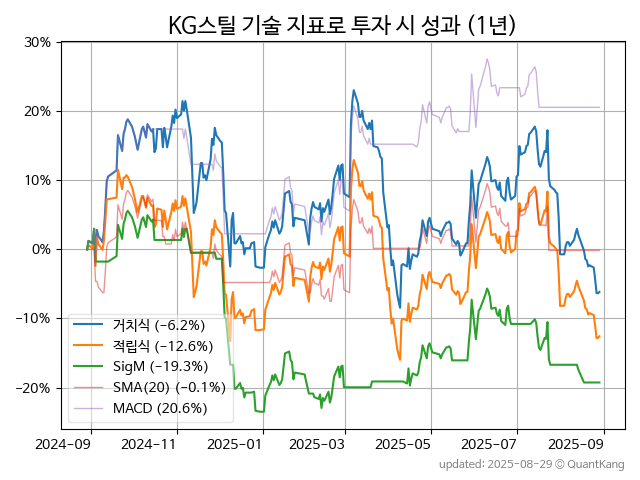 KG스틸 기술 지표로 투자 시 성과 (1년)
30%
20%
10%
0%
−10%
−20%
거치식 (−6.2%)
적립식 (−12.6%)
SigM (−19.3%)
SMA(20) (−0.1%)
MACD (20.6%)
2024-09 2024-11 2025-01 2025-03 2025-05 2025-07 2025-09
updated: 2025-08-29 © QuantKang